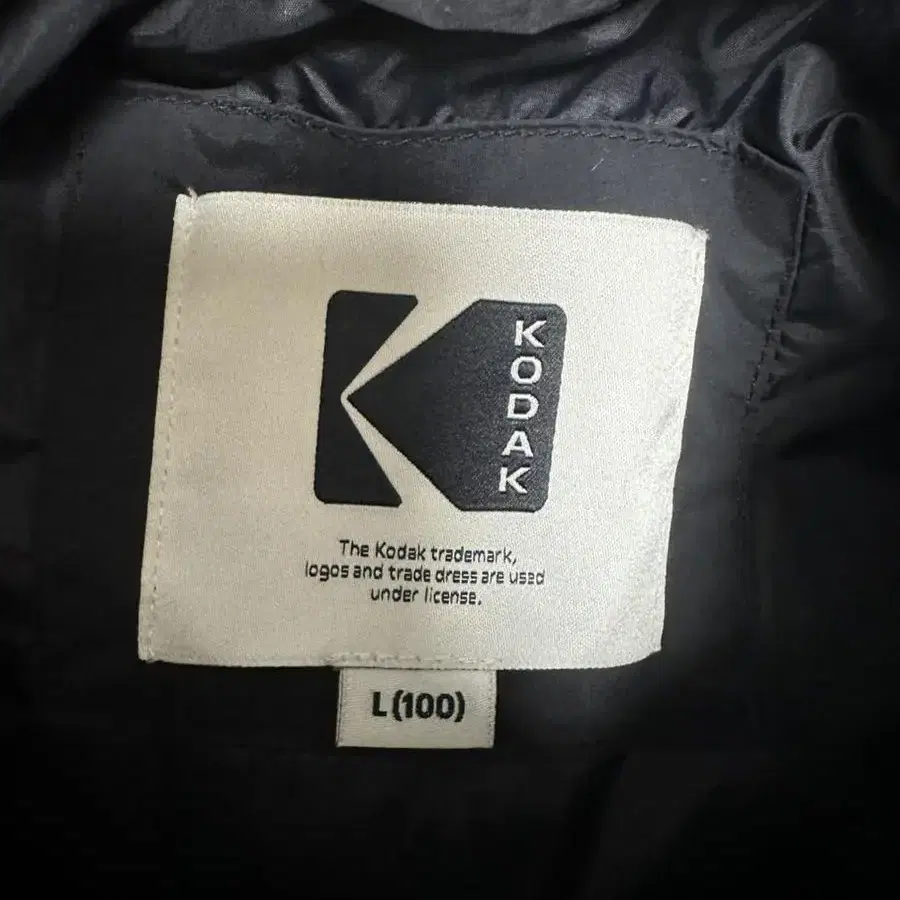 KODAK
The Kodak trademark,
logos and trade dress are used
under license.
L (100)